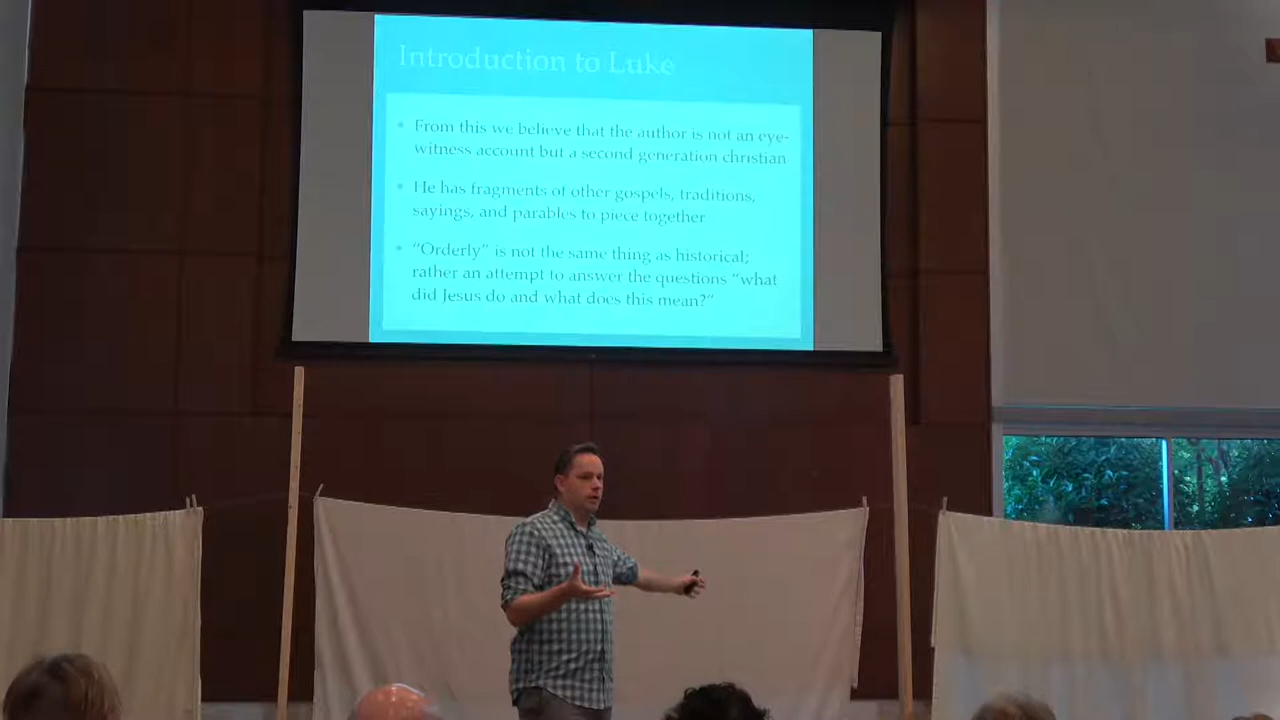 Introduction to Luke
From this we believe that the author is not an eye-
witness account but a second generation christian
He has fragments of other gospels, traditions,
sayings, and parables to piece together
"Orderly" is not the same thing as historical;
rather an attempt to answer the questions "what
did Jesus do and what does this mean?"